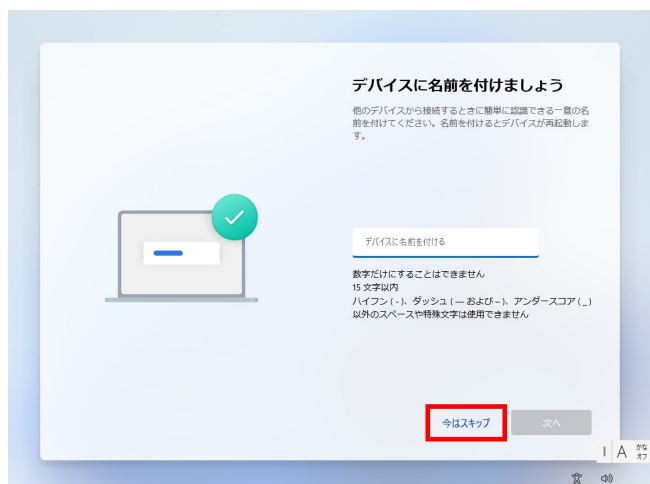 デバイスに名前を付けましょう
他のデバイスから接続するときに簡単に認識できる一意の名
前を付けてください。名前を付けるとデバイスが再起動しま
す。
デバイスに名前を付ける
数字だけにすることはできません
15 文字以内
ハイフン ( - )、ダッシュ ( — および – )、アンダースコア ( _ )
以外のスペースや特殊文字は使用できません
今はスキップ 次へ
A かな
オフ